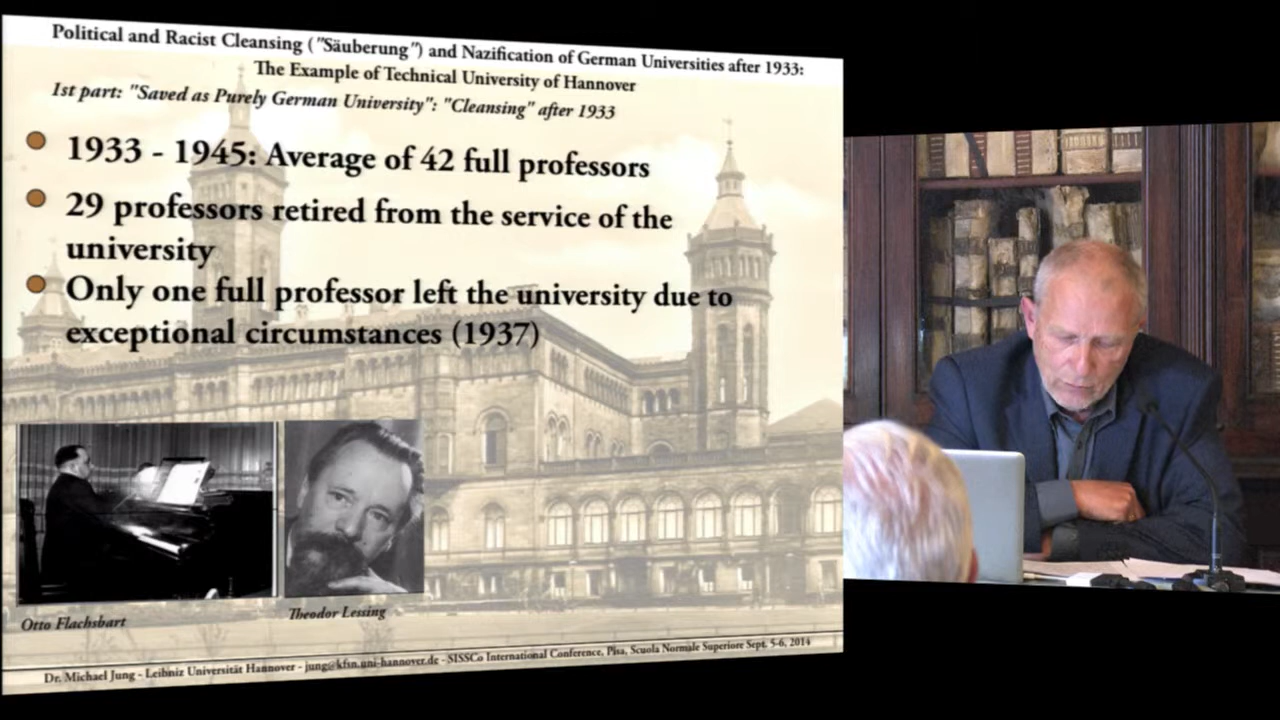 Political and Racist Cleansing ("Säuberung") and Nazification of German Universities after 1933:
The Example of Technical University of Hannover
1st part: "Saved as Purely German University": "Cleansing" after 1933
1933 - 1945: Average of 42 full professors
29 professors retired from the service of the
university
Only one full professor left the university due to
exceptional circumstances (1937)
Otto Flachsbart
Theodor Lessing
Dr. Michael Jung - Leibniz Universität Hannover - jung@kfsn.uni-hannover.de - SISSCo International Conference, Pisa, Scuola Normale Superiore Sept. 5-6, 2014